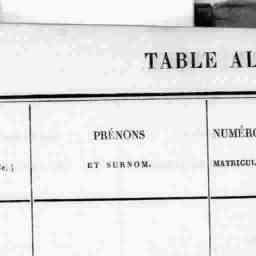 TABLE AL
PRÉNONS
ET SURNOM.
NUMÉRO
MATRICUL